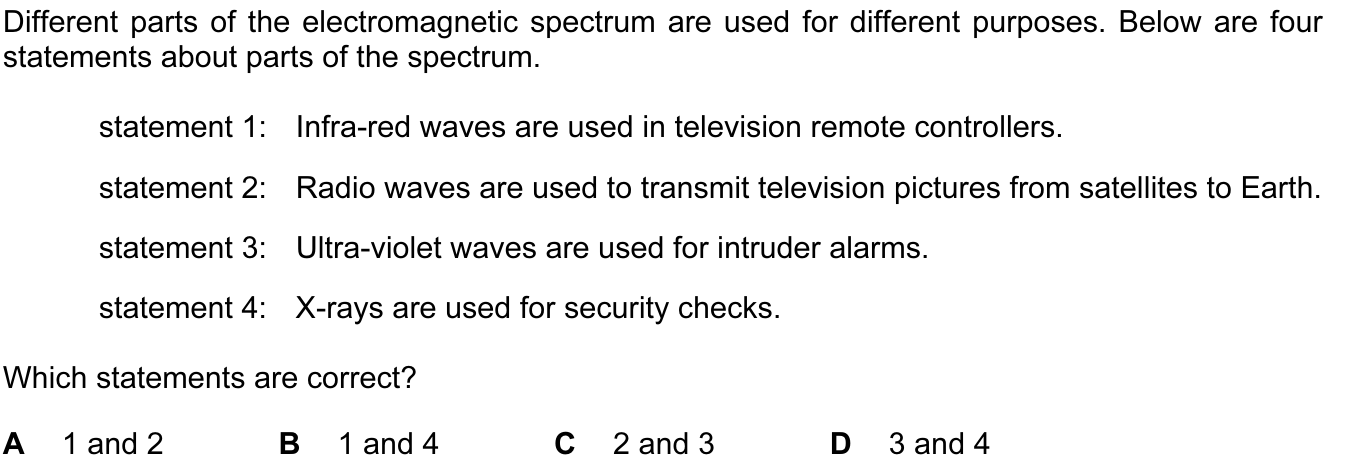 Different parts of the electromagnetic spectrum are used for different purposes. Below are four
statements about parts of the spectrum.
statement 1: Infra-red waves are used in television remote controllers.
statement 2: Radio waves are used to transmit television pictures from satellites to Earth.
statement 3: Ultra-violet waves are used for intruder alarms.
statement 4: X-rays are used for security checks.
Which statements are correct?
A 1 and 2 B 1 and 4 C 2 and 3 D 3 and 4